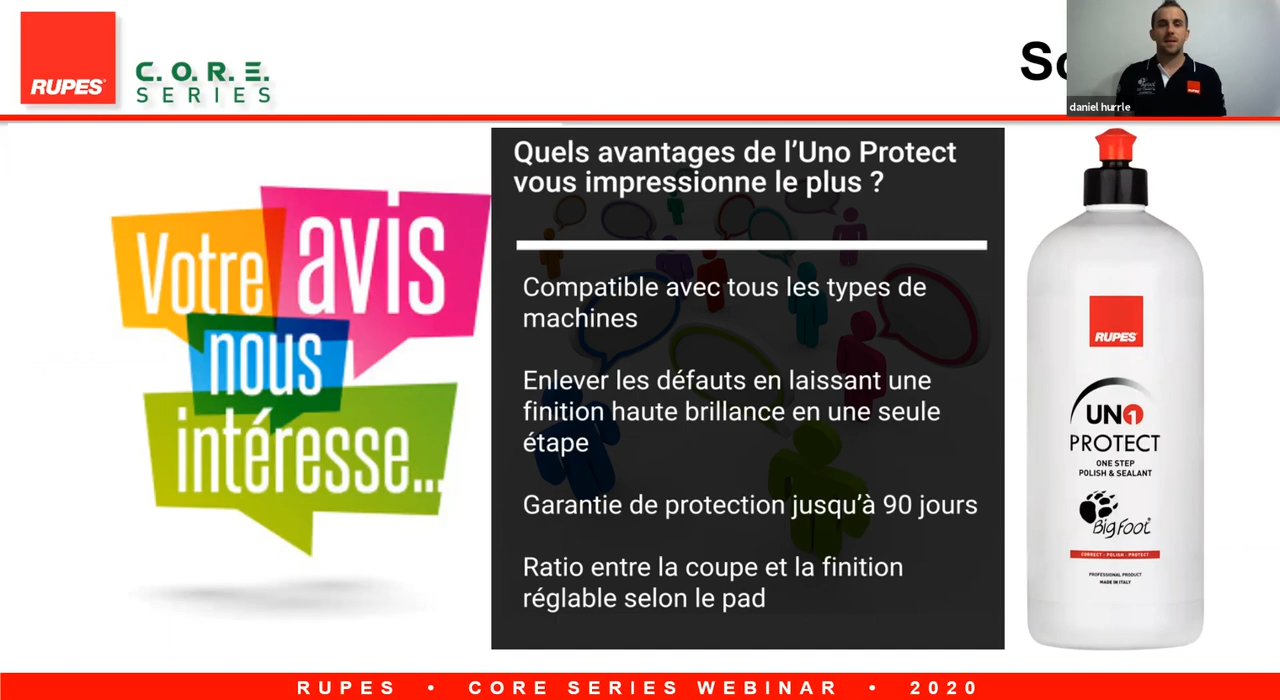 RUPES
C.O.R.E.
SERIES
daniel hurrle
Votre avis
nous
intéresse...
Quels avantages de l'Uno Protect
vous impressionne le plus ?
Compatible avec tous les types de
machines
Enlever les défauts en laissant une
finition haute brillance en une seule
étape
Garantie de protection jusqu'à 90 jours
Ratio entre la coupe et la finition
réglable selon le pad
RUPES
UNO
PROTECT
ONE STEP
POLISH & SEALANT
BigFoot
CORRECT · POLISH · PROTECT
PROFESSIONAL PRODUCT
MADE IN ITALY
RUPES • CORE SERIES WEBINAR • 2020